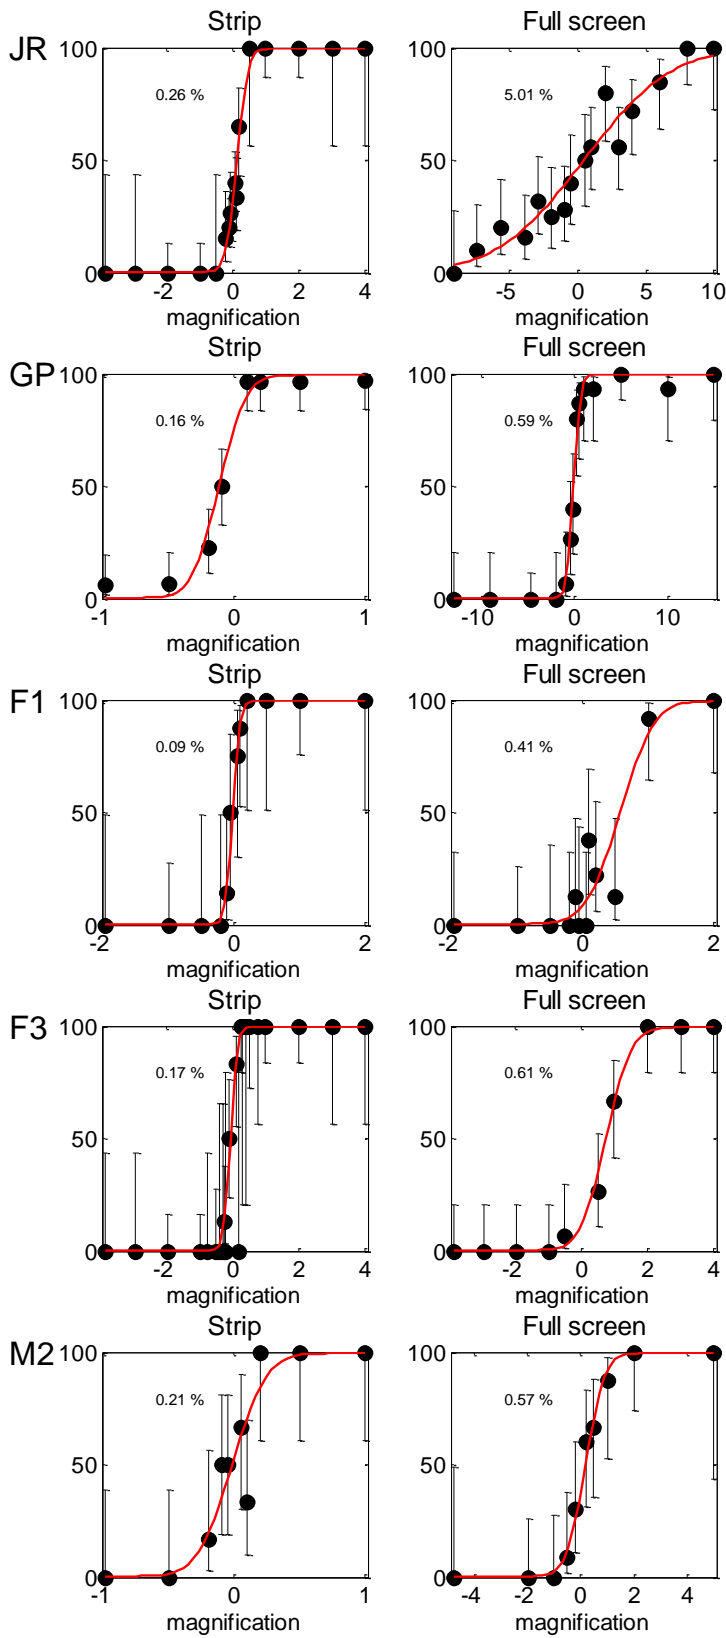 Strip Full screen
JR
100 100
0.26 % 5.01 %
50 50
0 0
-2 0 2 4 -5 0 5 10
magnification magnification
Strip Full screen
GP
100 100
0.16 % 0.59 %
50 50
0 0
-1 0 1 -10 0 10
magnification magnification
Strip Full screen
F1
100 100
0.09 % 0.41 %
50 50
0 0
-2 0 2 -2 0 2
magnification magnification
Strip Full screen
F3
100 100
0.17 % 0.61 %
50 50
0 0
-2 0 2 4 -2 0 2 4
magnification magnification
Strip Full screen
M2
100 100
0.21 % 0.57 %
50 50
0 0
-1 0 1 -4 -2 0 2 4
magnification magnification